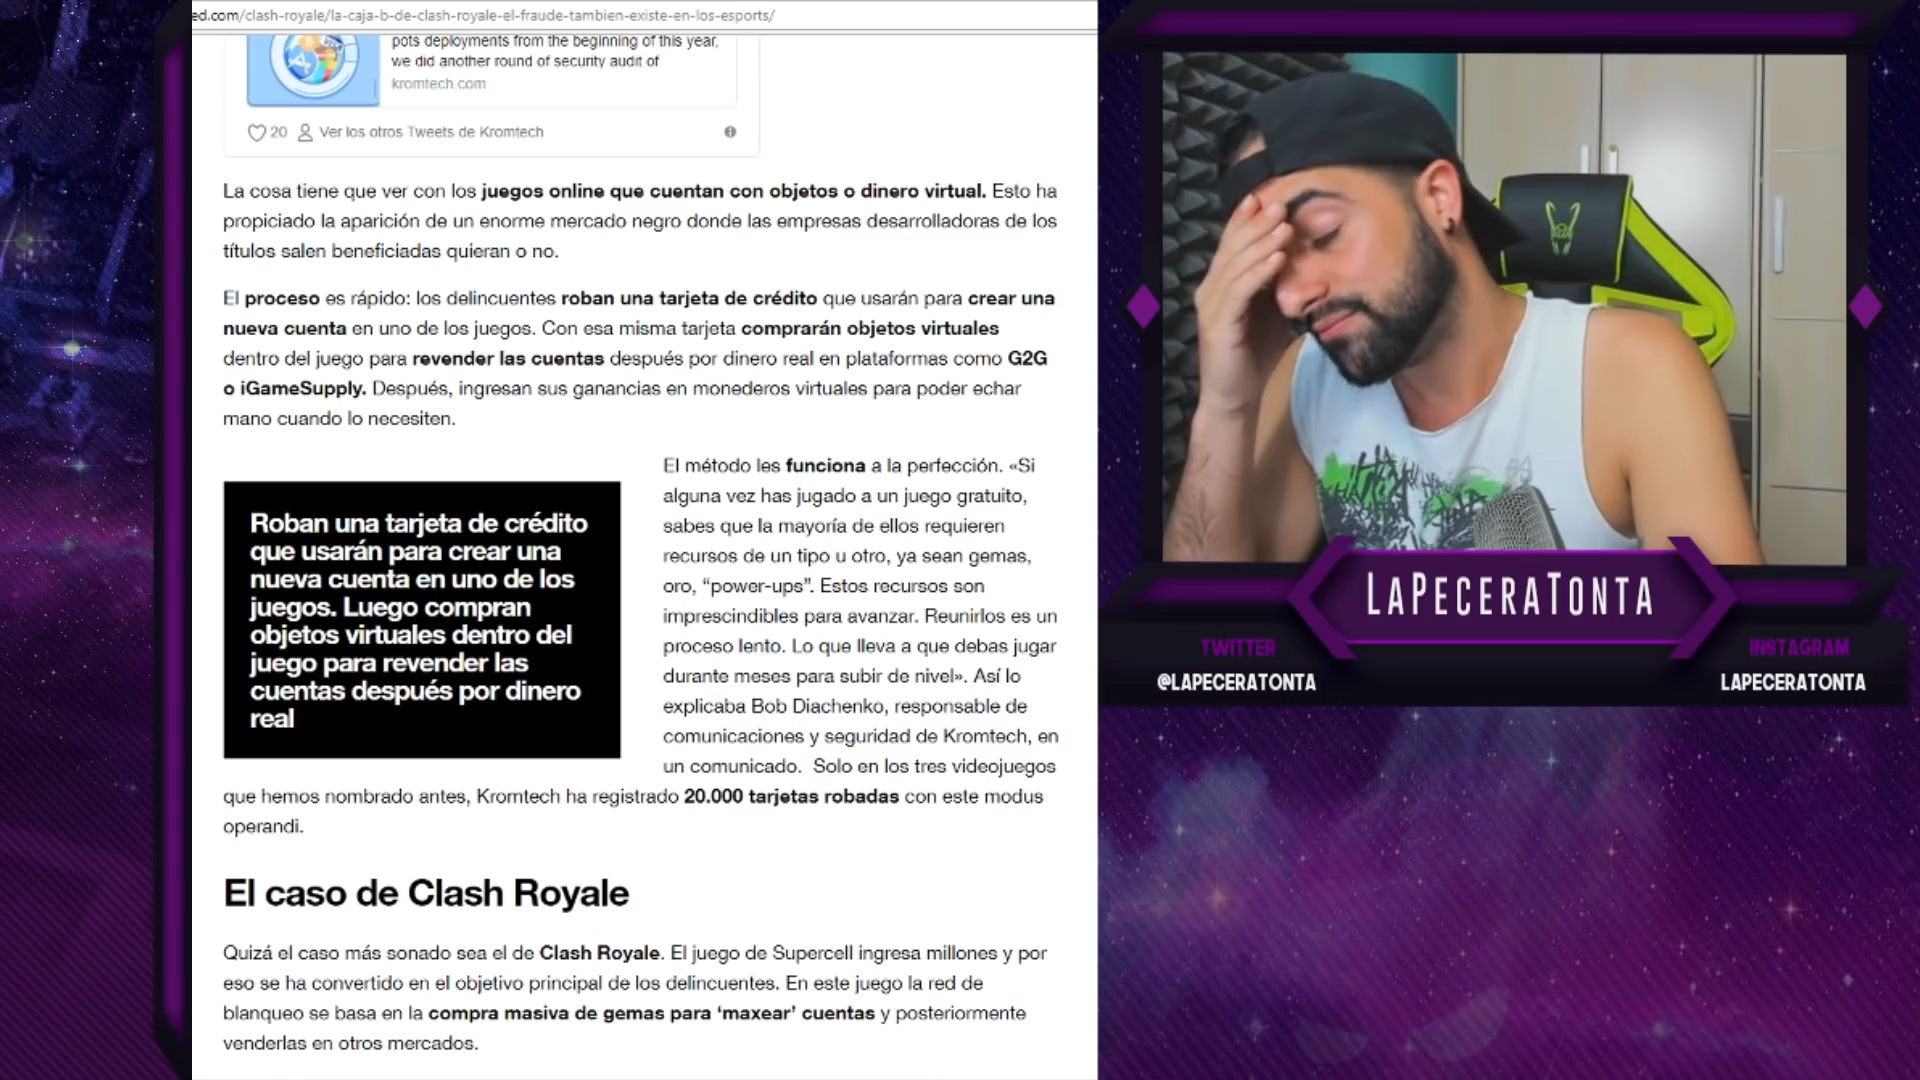 ed.com/clash-royale/la-caja-b-de-clash-royale-el-fraude-tambien-existe-en-los-esports/
pots deployments from the beginning of this year,
we did another round of security audit of
kromtech.com
20 Ver los otros Tweets de Kromtech
La cosa tiene que ver con los juegos online que cuentan con objetos o dinero virtual. Esto ha
propiciado la aparición de un enorme mercado negro donde las empresas desarrolladoras de los
títulos salen beneficiadas quieran o no.
El proceso es rápido: los delincuentes roban una tarjeta de crédito que usarán para crear una
nueva cuenta en uno de los juegos. Con esa misma tarjeta comprarán objetos virtuales
dentro del juego para revender las cuentas después por dinero real en plataformas como G2G
o iGameSupply. Después, ingresan sus ganancias en monederos virtuales para poder echar
mano cuando lo necesiten.
Roban una tarjeta de crédito
que usarán para crear una
nueva cuenta en uno de los
juegos. Luego compran
objetos virtuales dentro del
juego para revender las
cuentas después por dinero
real
El método les funciona a la perfección. «Si
alguna vez has jugado a un juego gratuito,
sabes que la mayoría de ellos requieren
recursos de un tipo u otro, ya sean gemas,
oro, “power-ups”. Estos recursos son
imprescindibles para avanzar. Reunirlos es un
proceso lento. Lo que lleva a que debas jugar
durante meses para subir de nivel». Así lo
explicaba Bob Diachenko, responsable de
comunicaciones y seguridad de Kromtech, en
un comunicado. Solo en los tres videojuegos
que hemos nombrado antes, Kromtech ha registrado 20.000 tarjetas robadas con este modus
operandi.
El caso de Clash Royale
Quizá el caso más sonado sea el de Clash Royale. El juego de Supercell ingresa millones y por
eso se ha convertido en el objetivo principal de los delincuentes. En este juego la red de
blanqueo se basa en la compra masiva de gemas para ‘maxear’ cuentas y posteriormente
venderlas en otros mercados.
LAPECERATONTA
TWITTER
@LAPECERATONTA
INSTAGRAM
LAPECERATONTA